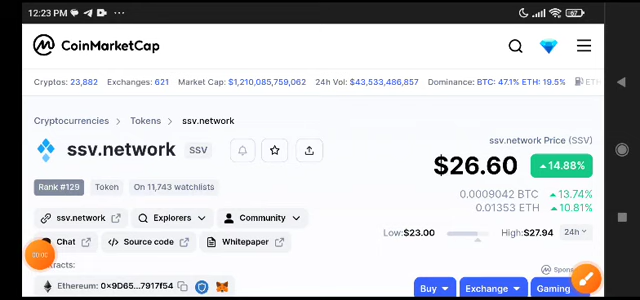 12:23 PM
67
CoinMarketCap
Cryptos: 23,882 Exchanges: 621 Market Cap: $1,210,085,759,062 24h Vol: $43,533,486,857 Dominance: BTC: 47.1% ETH: 19.5% ETH
Cryptocurrencies > Tokens > ssv.network
ssv.network SSV
ssv.network Price (SSV)
$26.60 14.88%
Rank #129 Token On 11,743 watchlists
0.0009042 BTC 13.74%
0.01353 ETH 10.81%
ssv.network Explorers Community
Low: $23.00 High: $27.94 24h
Chat Source code Whitepaper
Ethereum: 0x9D65...7917f54
Buy Exchange Gaming